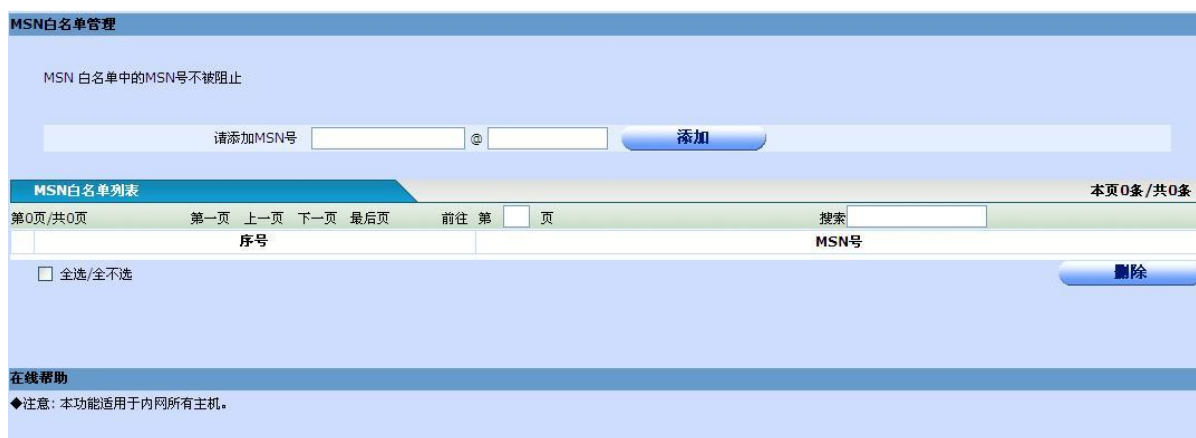 MSN白名单管理
MSN 白名单中的MSN号不被阻止
请添加MSN号 @ 添加
MSN白名单列表 本页0条/共0条
第0页/共0页 第一页 上一页 下一页 最后页 前往 第 页 搜索
序号 MSN号
全选/全不选 删除
在线帮助
◆注意: 本功能适用于内网所有主机。